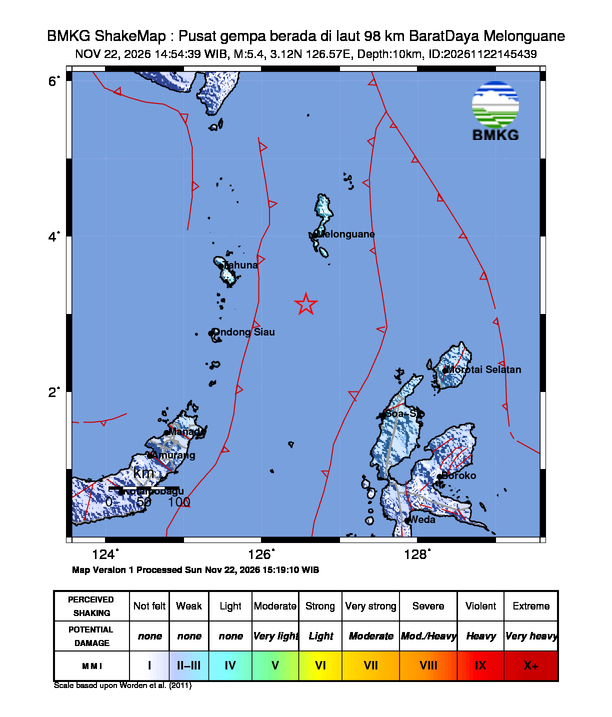 BMKG ShakeMap : Pusat gempa berada di laut 98 km BaratDaya Melonguane
NOV 22, 2026 14:54:39 WIB, M:5.4, 3.12N 126.57E, Depth:10km, ID:20261122145439
6°
BMKG
4°
Melonguane
Tahuna
Ondong Siau
Morotai Selatan
2°
Manado
Amurang
Boroko
km
Kotamobagu
0 50 100
Weda
124° 126° 128°
Map Version 1 Processed Sun Nov 22, 2026 15:19:10 WIB
PERCEIVED SHAKING Not felt Weak Light Moderate Strong Very strong Severe Violent Extreme
POTENTIAL DAMAGE none none none Very light Light Moderate Mod./Heavy Heavy Very heavy
MMI I II–III IV V VI VII VIII IX X+
Scale based upon Worden et al. (2011)